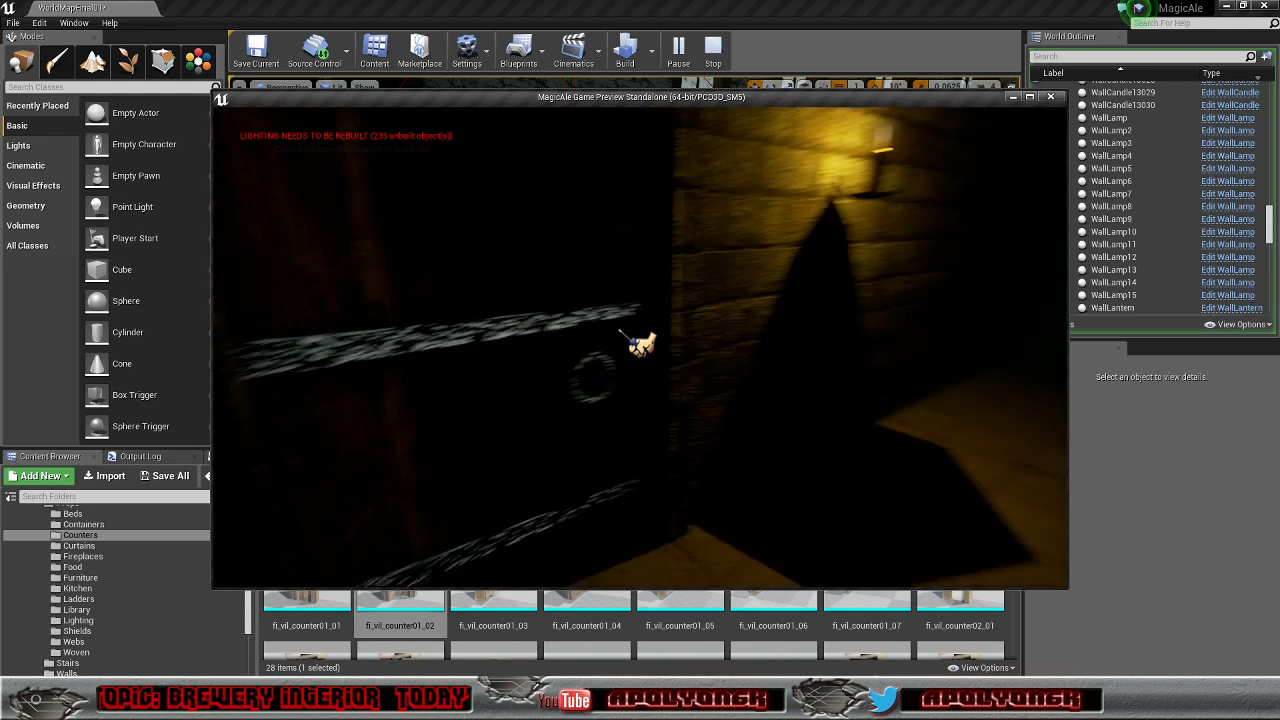 WorldMapFinal01*
MagicAle
File
Edit
Window
Help
Search For Help
Modes
Search Classes
Recently Placed
Basic
Lights
Cinematic
Visual Effects
Geometry
Volumes
All Classes
Empty Actor
Empty Character
Empty Pawn
Point Light
Player Start
Cube
Sphere
Cylinder
Cone
Box Trigger
Sphere Trigger
Save Current
Source Control
Content
Marketplace
Settings
Blueprints
Cinematics
Build
Pause
Stop
Perspective
Lit
Show
10°
0.0625
MagicAle Game Preview Standalone (64-bit/PCD3D_SM5)
LIGHTING NEEDS TO BE REBUILT (235 unbuilt object(s))
World Outliner
Search...
Label
Type
WallCandle13029 Edit WallCandle
WallCandle13030 Edit WallCandle
WallLamp Edit WallLamp
WallLamp2 Edit WallLamp
WallLamp3 Edit WallLamp
WallLamp4 Edit WallLamp
WallLamp5 Edit WallLamp
WallLamp6 Edit WallLamp
WallLamp7 Edit WallLamp
WallLamp8 Edit WallLamp
WallLamp9 Edit WallLamp
WallLamp10 Edit WallLamp
WallLamp11 Edit WallLamp
WallLamp12 Edit WallLamp
WallLamp13 Edit WallLamp
WallLamp14 Edit WallLamp
WallLamp15 Edit WallLamp
WallLantern Edit WallLantern
View Options
Select an object to view details.
Content Browser
Output Log
Add New
Import
Save All
Search Folders
Beds
Containers
Counters
Curtains
Fireplaces
Food
Furniture
Kitchen
Ladders
Library
Lighting
Shields
Webs
Woven
Stairs
Walls
fi_vil_counter01_01
fi_vil_counter01_02
fi_vil_counter01_03
fi_vil_counter01_04
fi_vil_counter01_05
fi_vil_counter01_06
fi_vil_counter01_07
fi_vil_counter02_01
28 items (1 selected)
View Options
TOPIC: BREWERY INTERIOR TODAY
YouTube
APOLYONGK
APOLYONGK